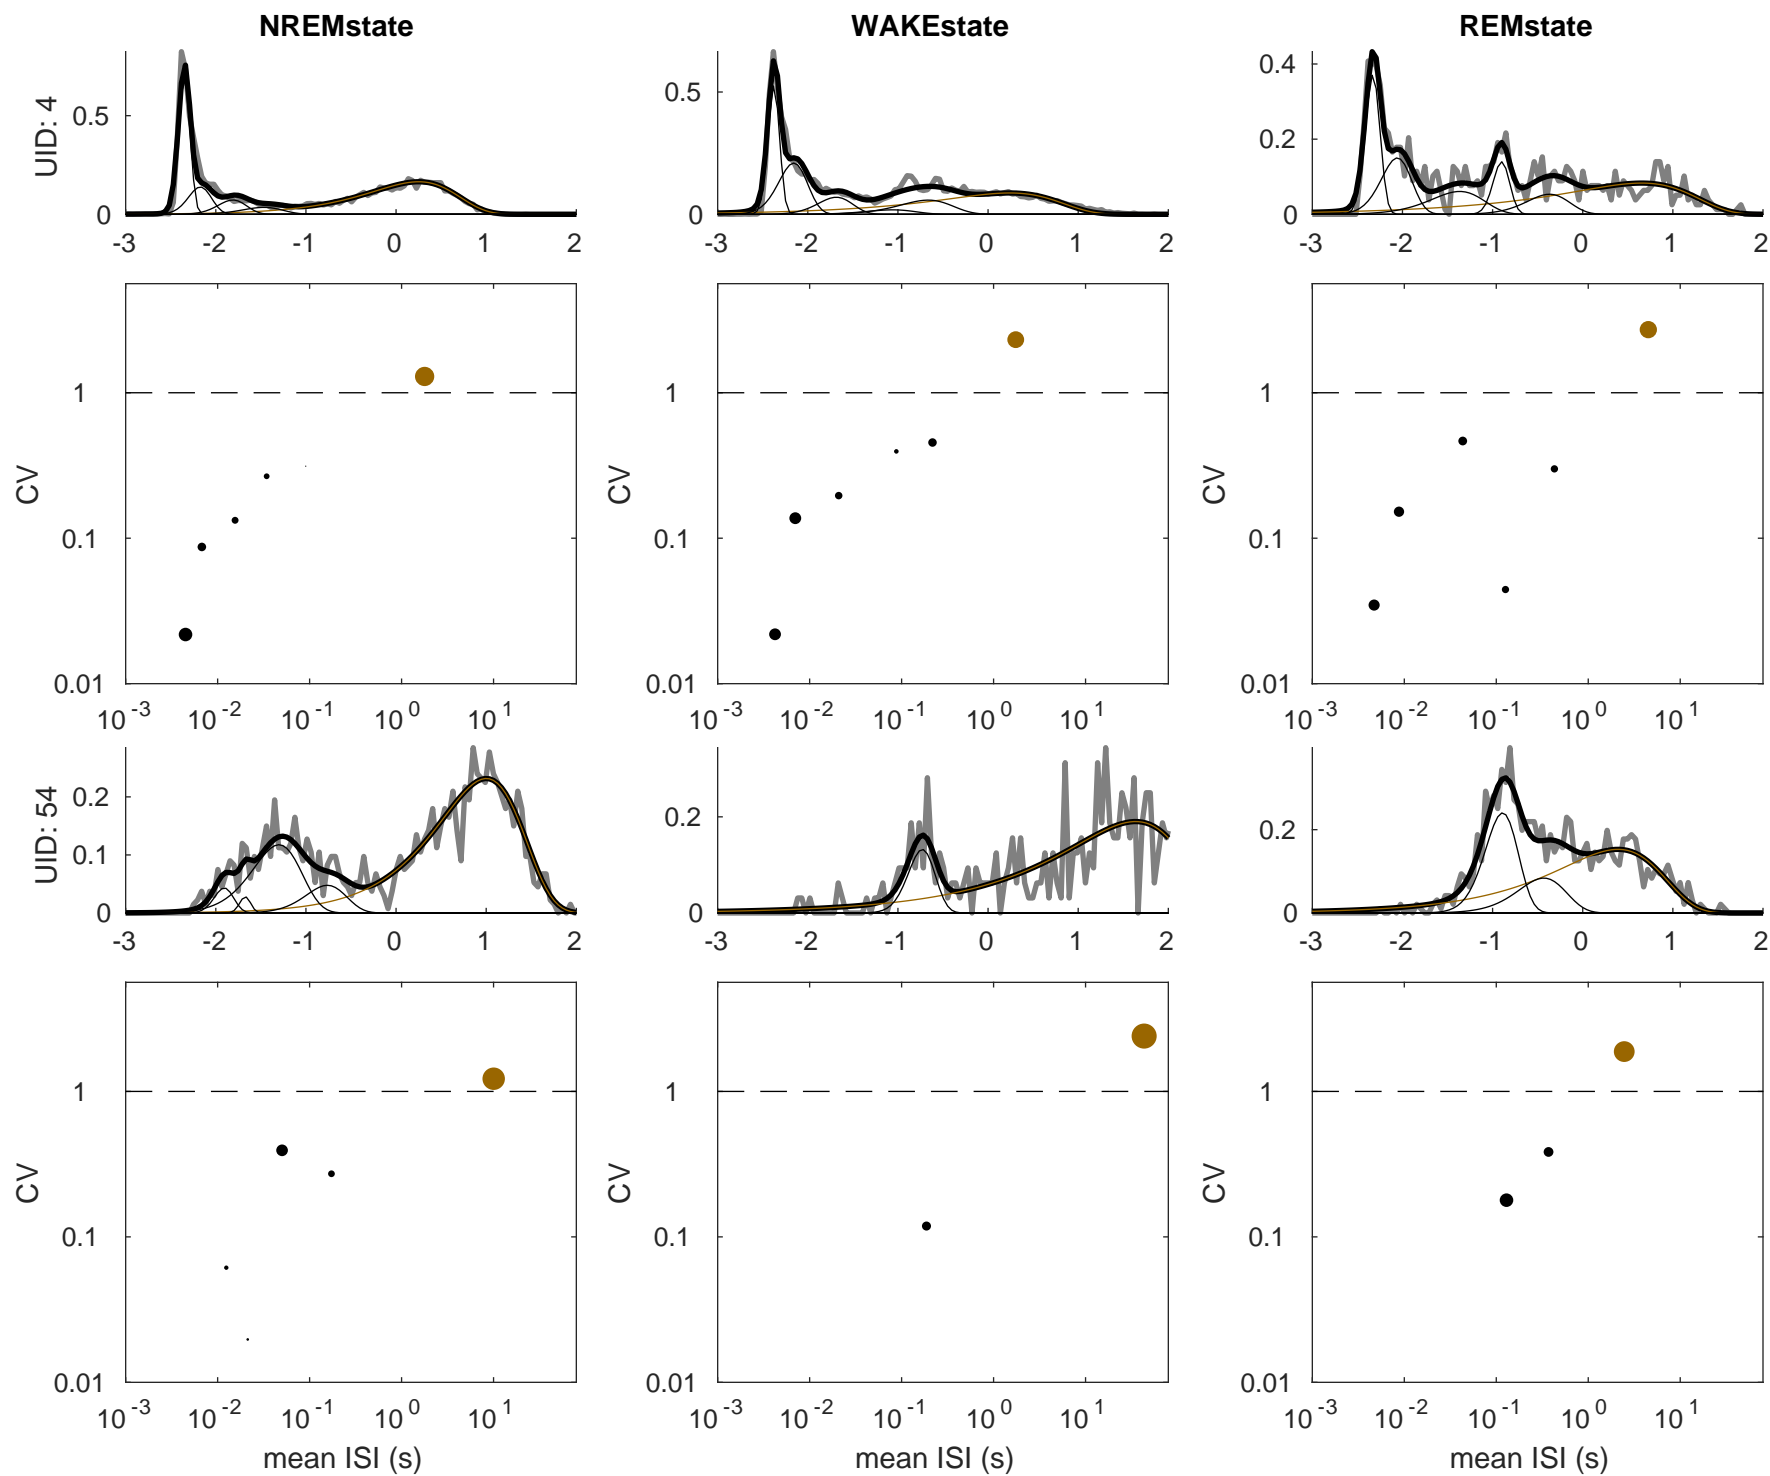 NREMstate WAKEstate REMstate
UID: 4
0.5 0
0.5 0
0.4 0.2 0
-3 -2 -1 0 1 2
-3 -2 -1 0 1 2
-3 -2 -1 0 1 2
CV 1 0.1 0.01
CV 1 0.1 0.01
CV 1 0.1 0.01
10^-3 10^-2 10^-1 10^0 10^1
10^-3 10^-2 10^-1 10^0 10^1
10^-3 10^-2 10^-1 10^0 10^1
UID: 54
0.2 0.1 0
0.2 0
0.2 0
-3 -2 -1 0 1 2
-3 -2 -1 0 1 2
-3 -2 -1 0 1 2
CV 1 0.1 0.01
CV 1 0.1 0.01
CV 1 0.1 0.01
10^-3 10^-2 10^-1 10^0 10^1
10^-3 10^-2 10^-1 10^0 10^1
10^-3 10^-2 10^-1 10^0 10^1
mean ISI (s) mean ISI (s) mean ISI (s)